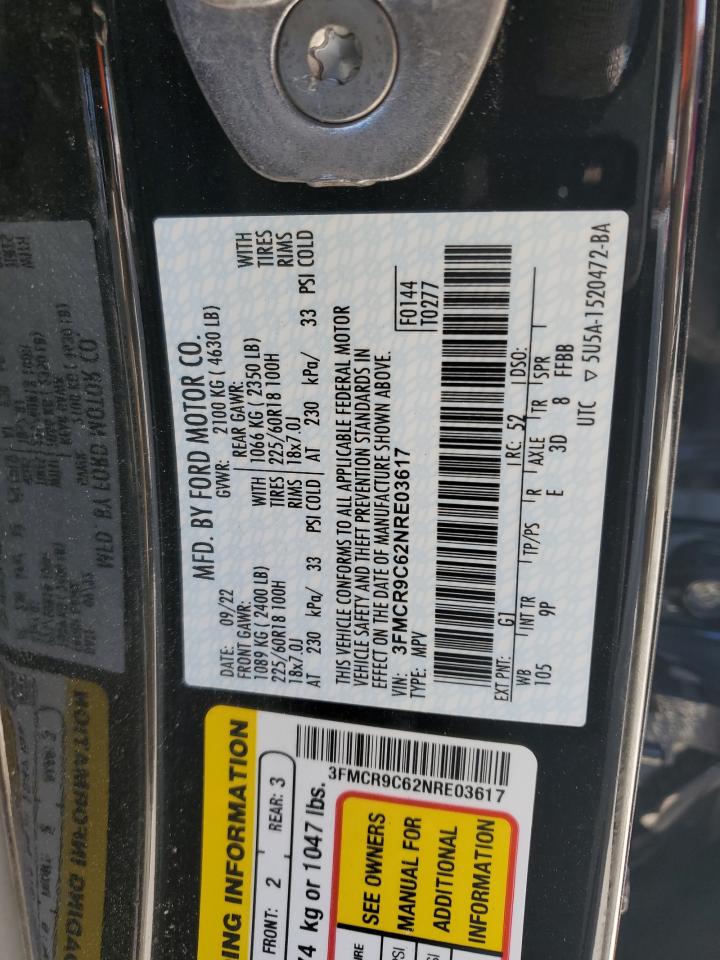 MFD. BY FORD MOTOR CO.
DATE: 09/22 GVWR: 2100 KG ( 4630 LB)
FRONT GAWR: REAR GAWR: WITH
1089 KG ( 2400 LB) WITH 1066 KG ( 2350 LB) TIRES
225/60R18 100H TIRES 225/60R18 100H RIMS
18x7.0J RIMS 18x7.0J
AT 230 kPa/ 33 PSI COLD AT 230 kPa/ 33 PSI COLD
THIS VEHICLE CONFORMS TO ALL APPLICABLE FEDERAL MOTOR
VEHICLE SAFETY AND THEFT PREVENTION STANDARDS IN
EFFECT ON THE DATE OF MANUFACTURE SHOWN ABOVE.
VIN: 3FMCR9C62NRE03617 F0144
TYPE: MPV T0277
EXT PNT: G1 RC: 52 DSO:
WB INT TR TP/PS R AXLE TR SPR
105 9P E 3D 8 FFBB
UTC ▽ 5U5A-1520472-BA
ING INFORMATION
FRONT: 2 REAR: 3
kg or 1047 lbs.
3FMCR9C62NRE03617
SEE OWNERS
MANUAL FOR
ADDITIONAL
INFORMATION